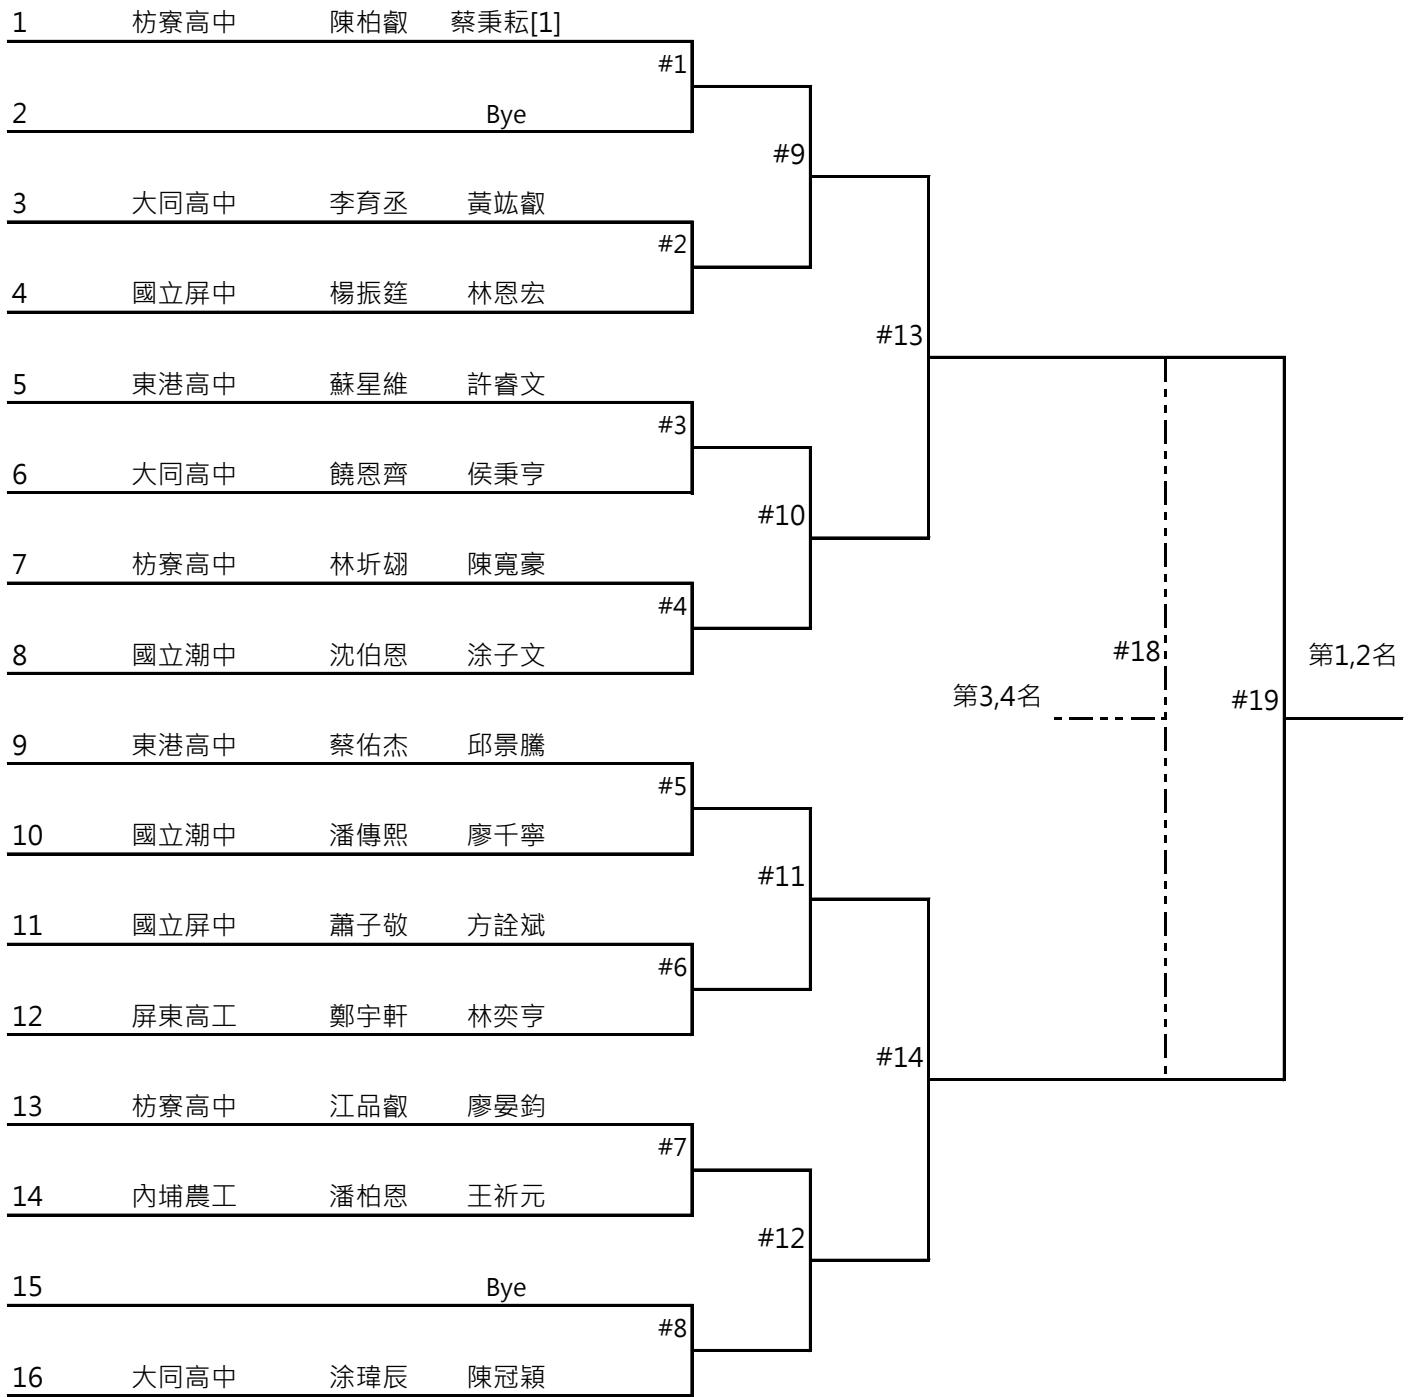 1 枋寮高中 陳柏叡 蔡秉耘[1]
#1
2 Bye
#9
3 大同高中 李育丞 黃竑叡
#2
4 國立屏中 楊振筳 林恩宏
#13
5 東港高中 蘇星維 許睿文
#3
6 大同高中 饒恩齊 侯秉亨
#10
7 枋寮高中 林圻翃 陳寬豪
#4
8 國立潮中 沈伯恩 涂子文
#18 第1,2名
第3,4名 #19
9 東港高中 蔡佑杰 邱景騰
#5
10 國立潮中 潘傳熙 廖千寧
#11
11 國立屏中 蕭子敬 方詮斌
#6
12 屏東高工 鄭宇軒 林奕亨
#14
13 枋寮高中 江品叡 廖晏鈞
#7
14 內埔農工 潘柏恩 王祈元
#12
15 Bye
#8
16 大同高中 涂瑋辰 陳冠穎